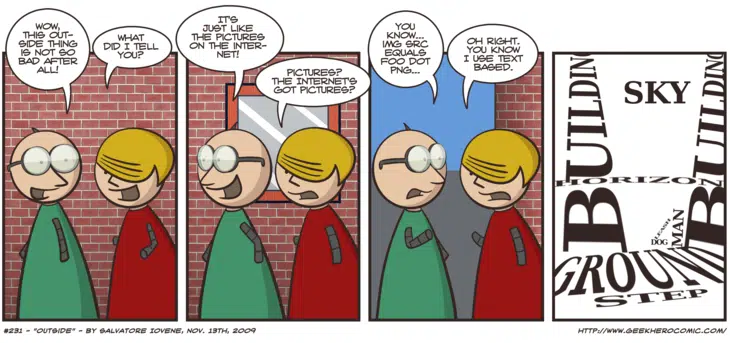 WOW,
THIS OUT-
SIDE THING
IS NOT SO
BAD AFTER
ALL!
WHAT
DID I TELL
YOU?
IT'S
JUST LIKE
THE PICTURES
ON THE INTER-
NET!
PICTURES?
THE INTERNET'S
GOT PICTURES?
YOU
KNOW...
IMG SRC
EQUALS
FOO DOT
PNG...
OH RIGHT.
YOU KNOW
I USE TEXT
BASED.
SKY
BUILDING
BUILDING
HORIZON
LEASH
DOG
MAN
GROUND
STEP
#231 - "OUTSIDE" - BY SALVATORE IOVENE, NOV. 13TH, 2009
HTTP://WWW.GEEKHEROCOMIC.COM/